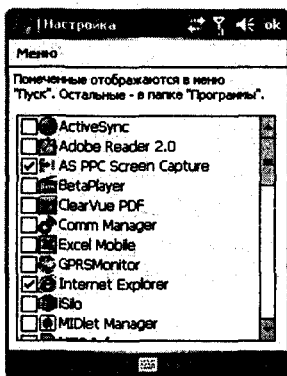 Настройка ok
Меню
Помеченные отображаются в меню
"Пуск". Остальные - в папке "Программы".
ActiveSync
Adobe Reader 2.0
AS PPC Screen Capture
BetaPlayer
ClearVue PDF
Comm Manager
Excel Mobile
GPRSMonitor
Internet Explorer
iSilo
MIDlet Manager